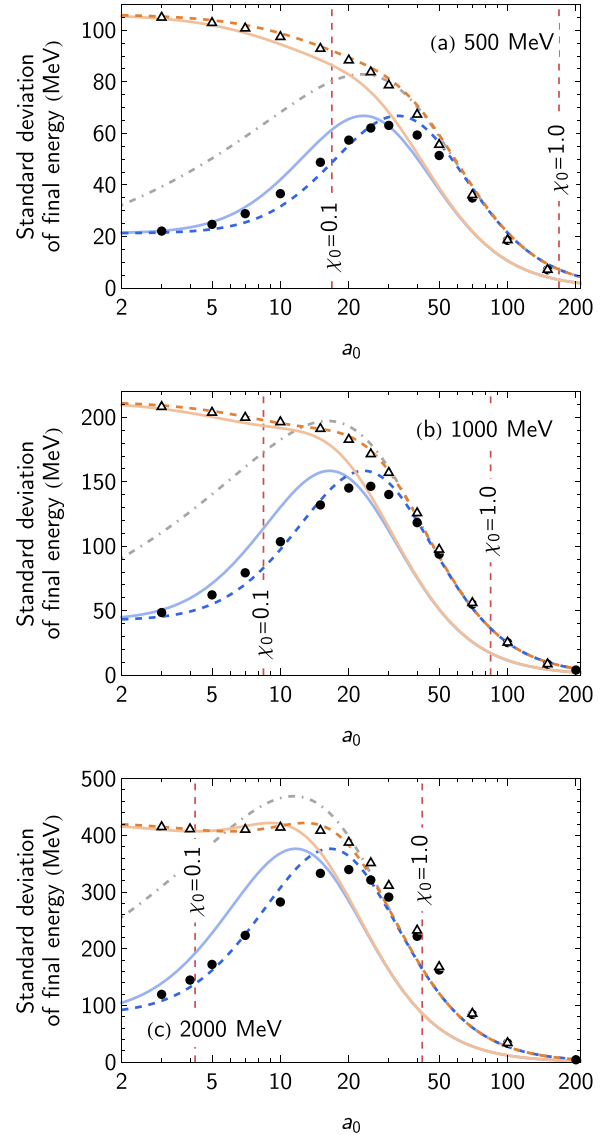 100
80
60
40
20
0
Standard deviation
of final energy (MeV)
(a) 500 MeV
χ0=0.1
χ0=1.0
2 5 10 20 50 100 200
a0
200
150
100
50
0
Standard deviation
of final energy (MeV)
(b) 1000 MeV
χ0=0.1
χ0=1.0
2 5 10 20 50 100 200
a0
500
400
300
200
100
0
Standard deviation
of final energy (MeV)
χ0=0.1
χ0=1.0
(c) 2000 MeV
2 5 10 20 50 100 200
a0